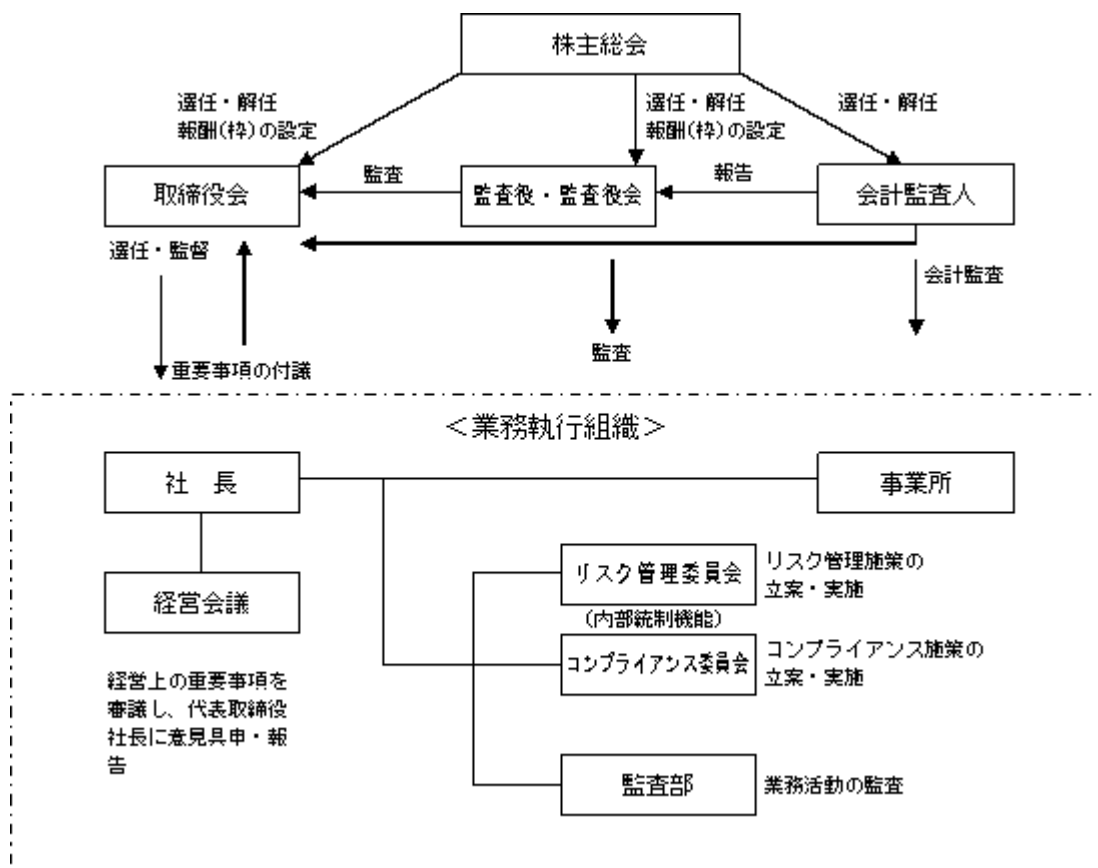 株主総会
選任・解任
報酬(枠)の設定
選任・解任
報酬(枠)の設定
選任・解任
取締役会
監査
監査役・監査役会
報告
会計監査人
選任・監督
会計監査
監査
重要事項の付議
＜業務執行組織＞
社　長
事業所
リスク管理委員会
リスク管理施策の
立案・実施
経営会議
(内部統制機能)
コンプライアンス委員会
コンプライアンス施策の
立案・実施
経営上の重要事項を
審議し、代表取締役
社長に意見具申・報
告
監査部
業務活動の監査